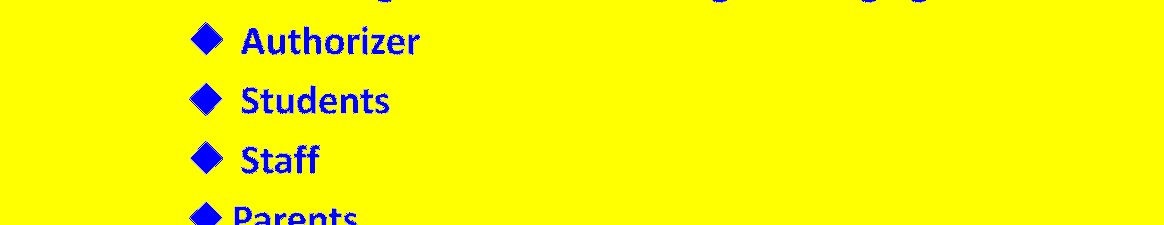 ◆ Authorizer
◆ Students
◆ Staff
◆ Parents